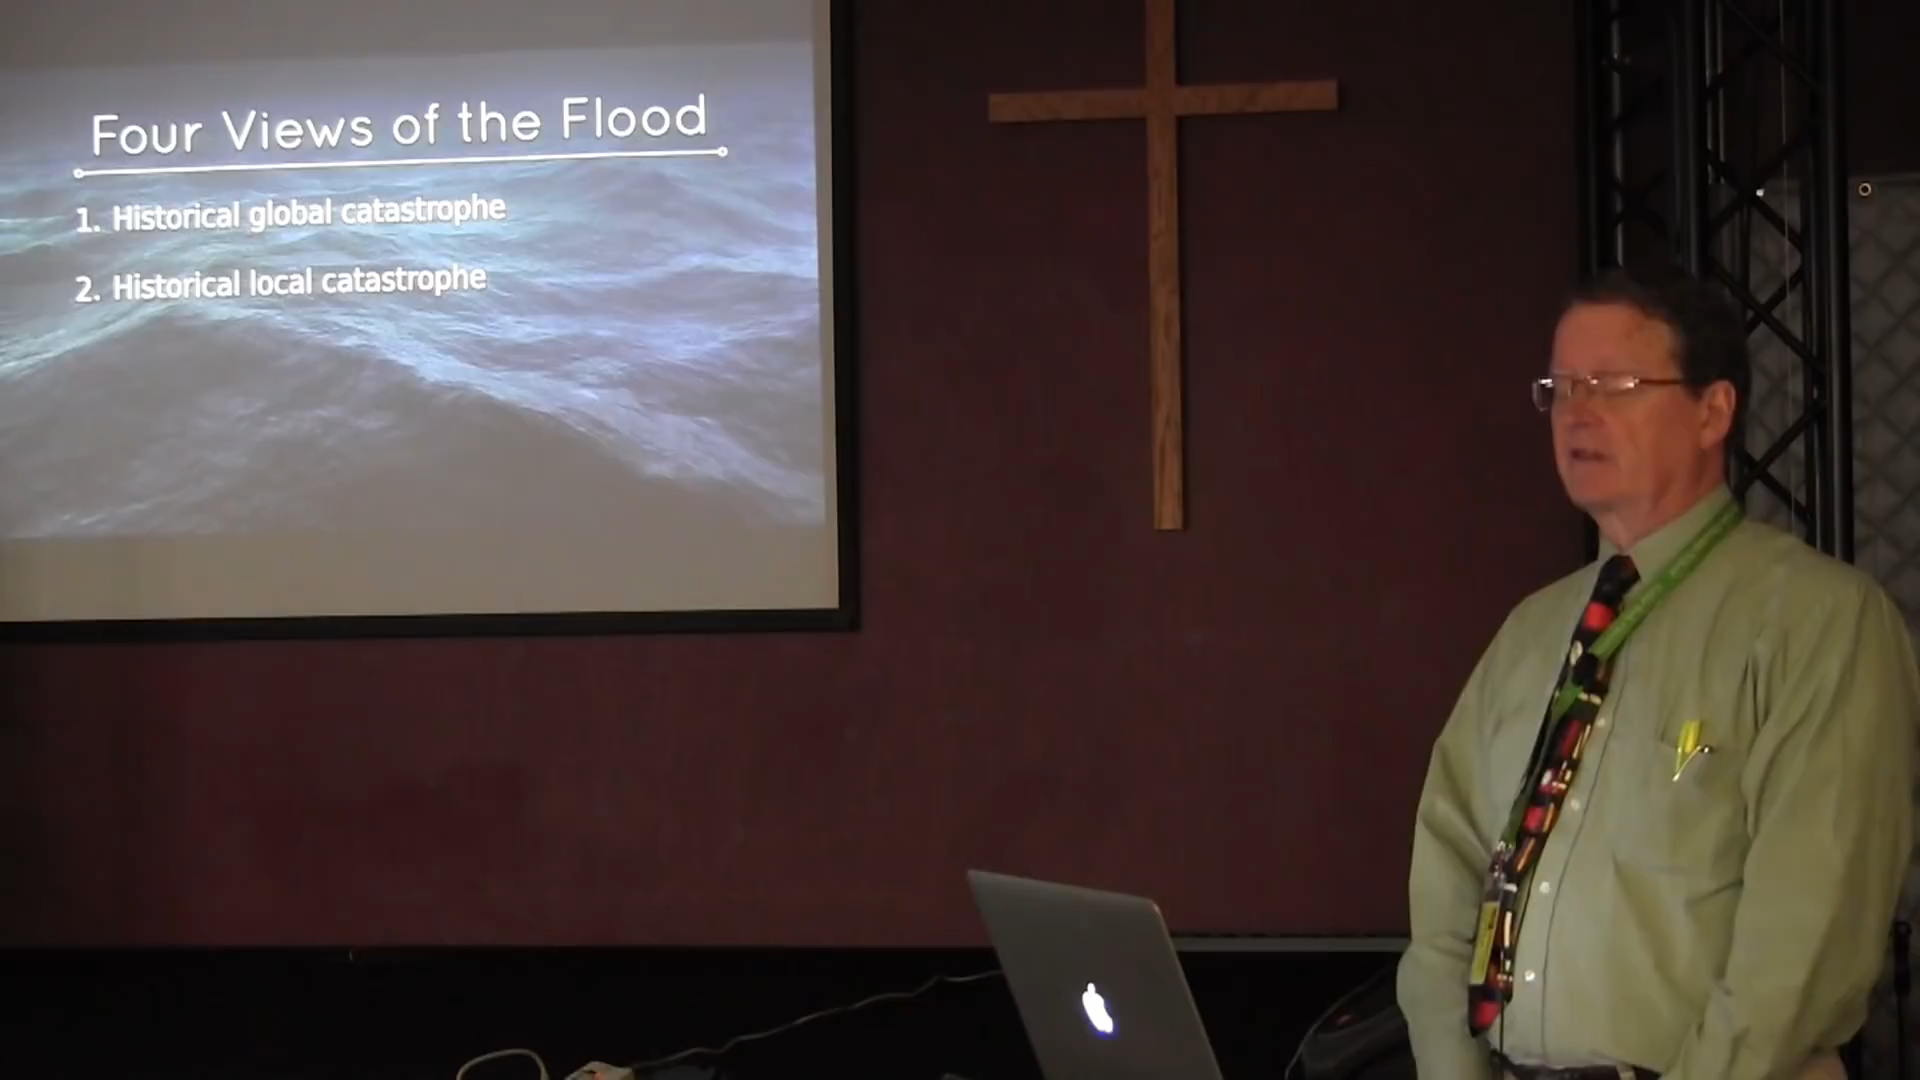 Four Views of the Flood
1. Historical global catastrophe
2. Historical local catastrophe